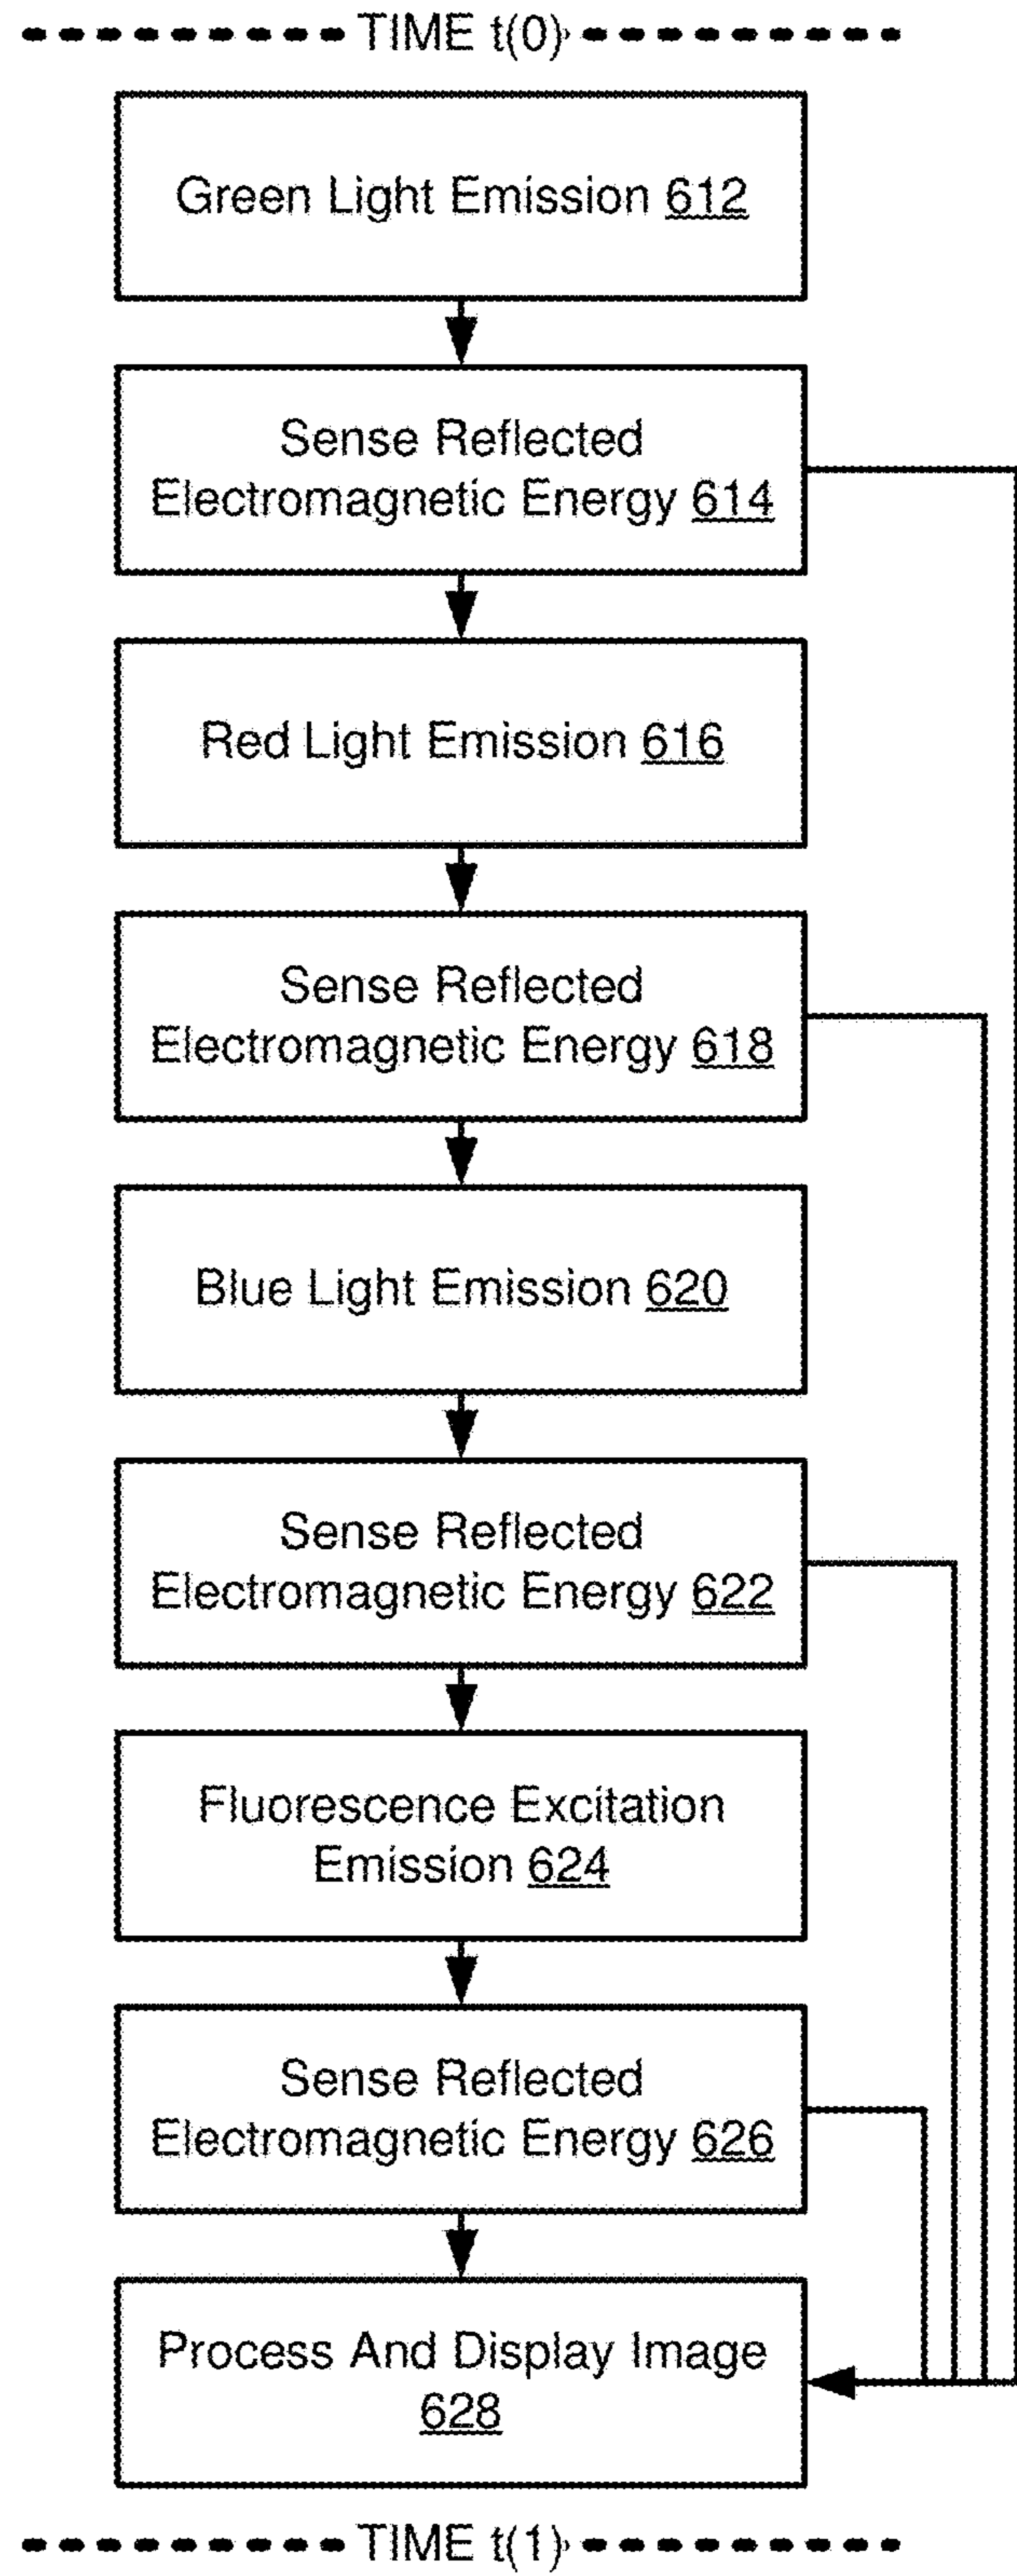 TIME t(0)
Green Light Emission 612
Sense Reflected
Electromagnetic Energy 614
Red Light Emission 616
Sense Reflected
Electromagnetic Energy 618
Blue Light Emission 620
Sense Reflected
Electromagnetic Energy 622
Fluorescence Excitation
Emission 624
Sense Reflected
Electromagnetic Energy 626
Process And Display Image
628
TIME t(1)